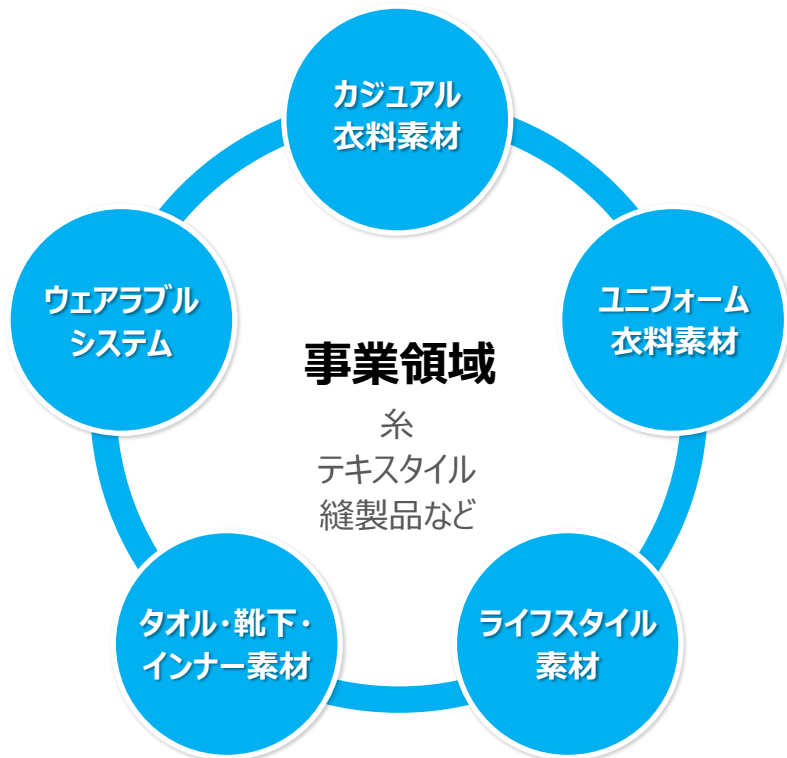 カジュアル
衣料素材
ウェアラブル
システム
ユニフォーム
衣料素材
事業領域
糸
テキスタイル
縫製品など
タオル・靴下・
インナー素材
ライフスタイル
素材